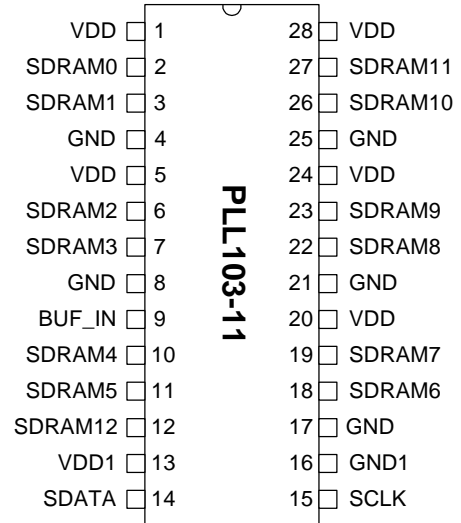 VDD 1 28 VDD
SDRAM0 2 27 SDRAM11
SDRAM1 3 26 SDRAM10
GND 4 25 GND
VDD 5 24 VDD
SDRAM2 6 23 SDRAM9
SDRAM3 7 22 SDRAM8
GND 8 21 GND
BUF_IN 9 20 VDD
SDRAM4 10 19 SDRAM7
SDRAM5 11 18 SDRAM6
SDRAM12 12 17 GND
VDD1 13 16 GND1
SDATA 14 15 SCLK
PLL103-11